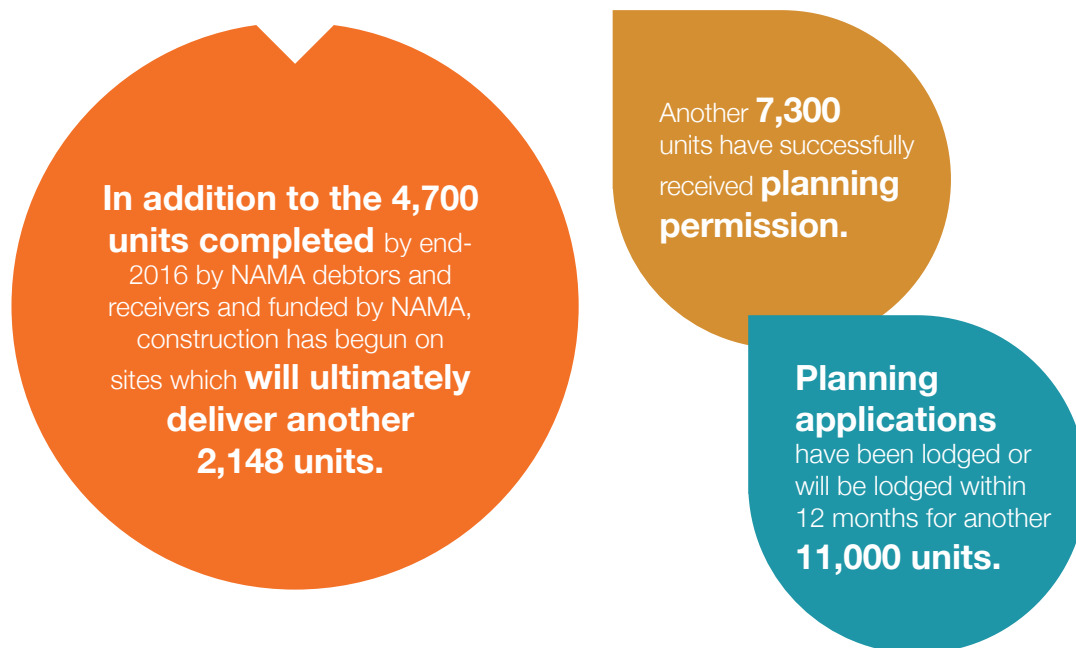 In addition to the 4,700
units completed by end-
2016 by NAMA debtors and
receivers and funded by NAMA,
construction has begun on
sites which will ultimately
deliver another
2,148 units.
Another 7,300
units have successfully
received planning
permission.
Planning
applications
have been lodged or
will be lodged within
12 months for another
11,000 units.